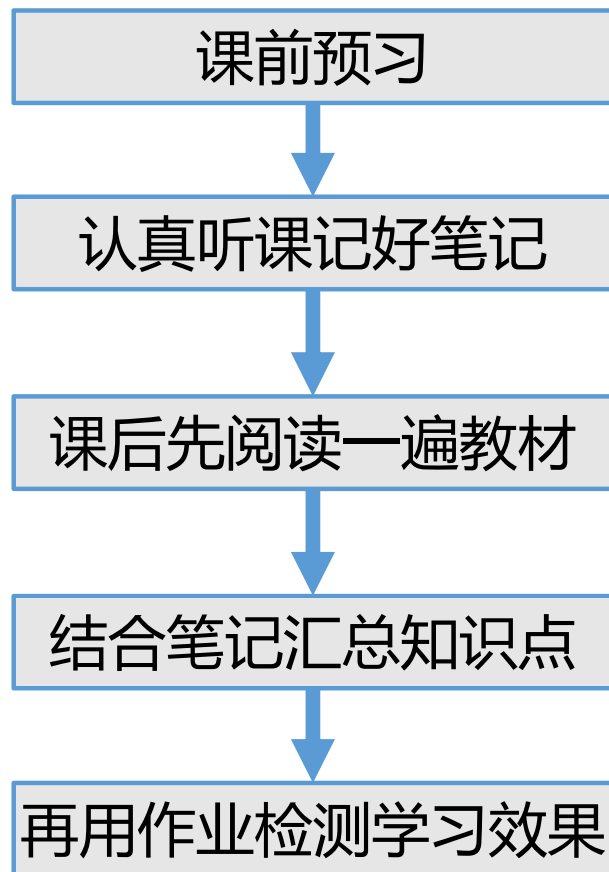 课前预习
认真听课记好笔记
课后先阅读一遍教材
结合笔记汇总知识点
再用作业检测学习效果